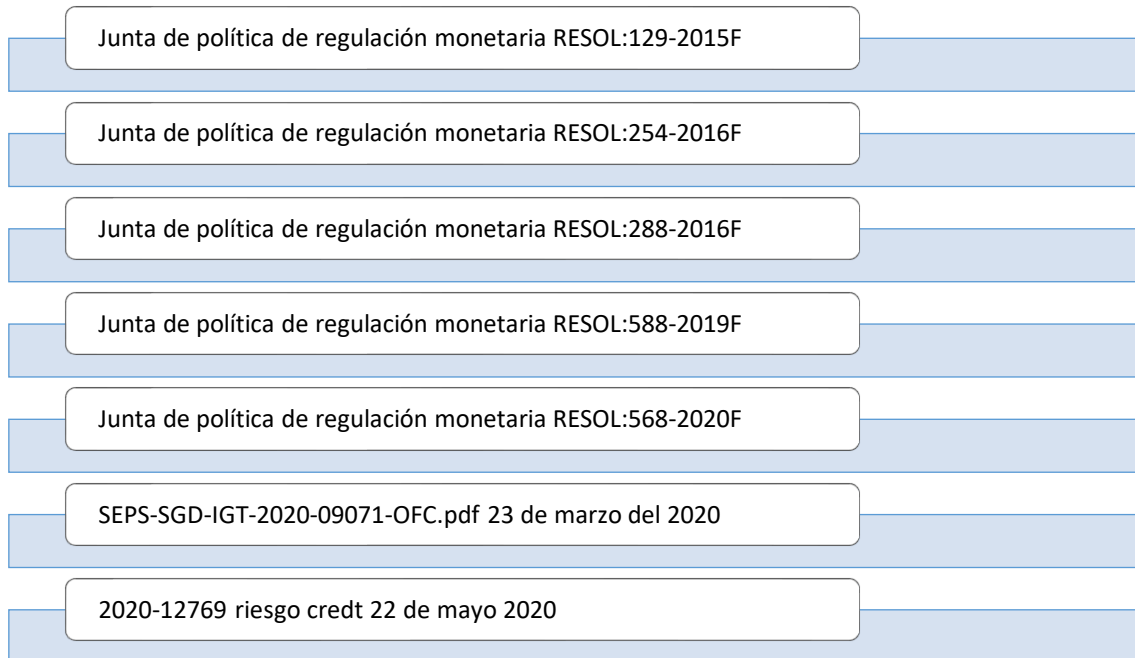 Junta de política de regulación monetaria RESOL:129-2015F
Junta de política de regulación monetaria RESOL:254-2016F
Junta de política de regulación monetaria RESOL:288-2016F
Junta de política de regulación monetaria RESOL:588-2019F
Junta de política de regulación monetaria RESOL:568-2020F
SEPS-SGD-IGT-2020-09071-OFC.pdf 23 de marzo del 2020
2020-12769 riesgo credt 22 de mayo 2020